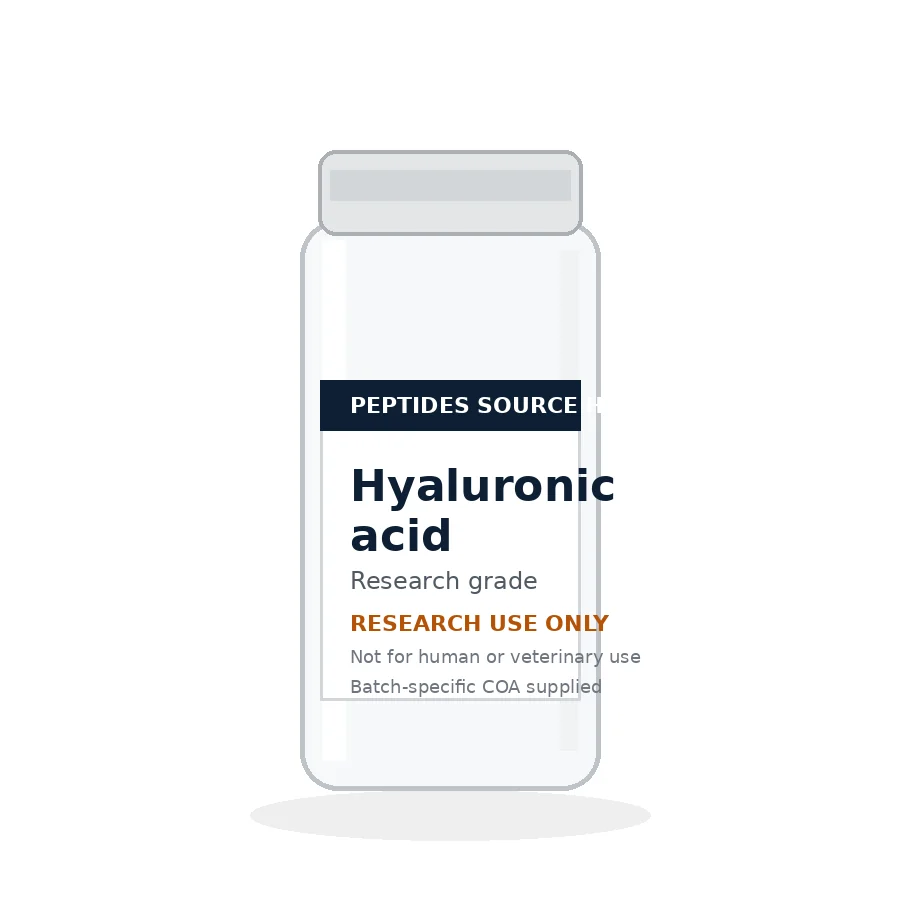 PEPTIDES SOURCE H
Hyaluronic
acid
Research grade
RESEARCH USE ONLY
Not for human or veterinary use
Batch-specific COA supplied